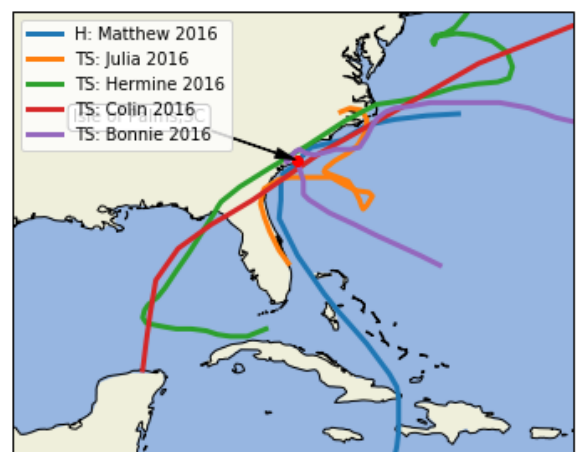 H: Matthew 2016
TS: Julia 2016
TS: Hermine 2016
TS: Colin 2016
Isle of Palms,SC
TS: Bonnie 2016